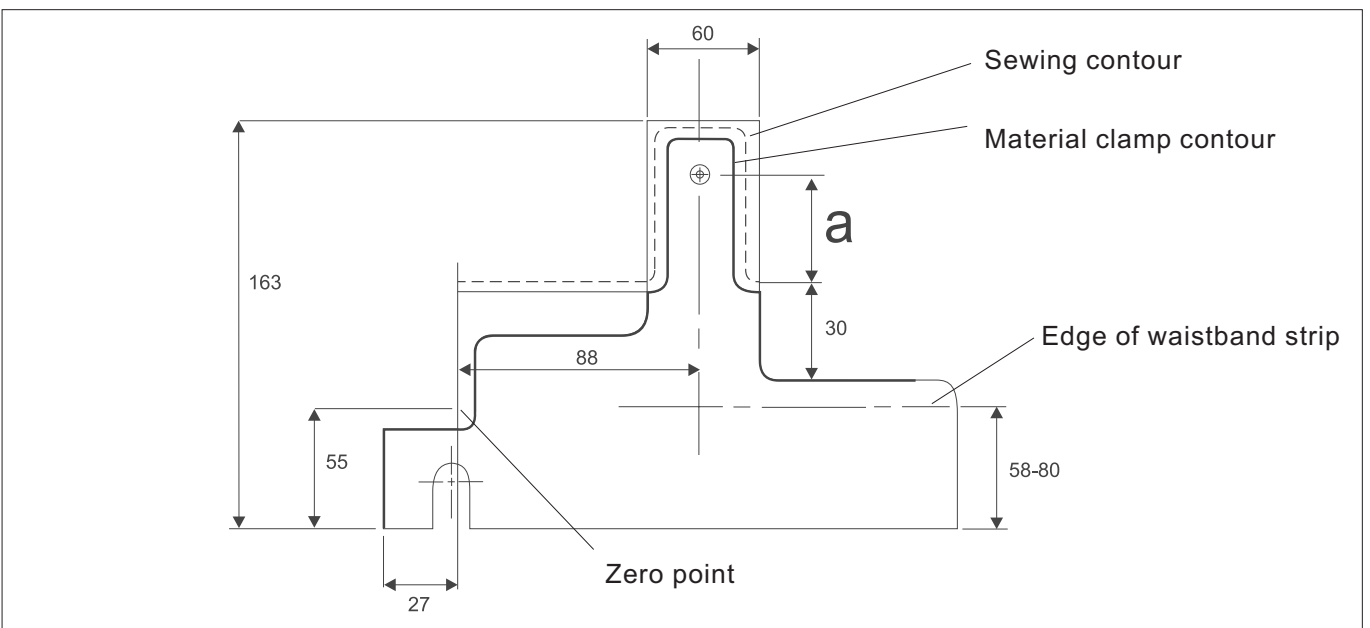 60
Sewing contour
Material clamp contour
a
163
30
Edge of waistband strip
88
55
58-80
Zero point
27